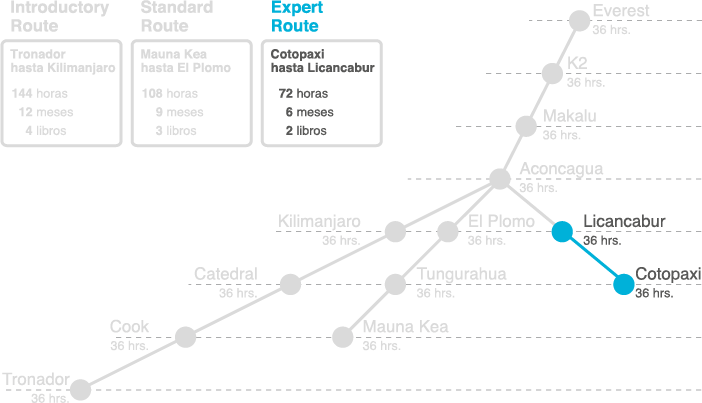 Introductory
Route
Standard
Route
Expert
Route
Tronador
hasta Kilimanjaro
144 horas
12 meses
4 libros
Mauna Kea
hasta El Plomo
108 horas
9 meses
3 libros
Cotopaxi
hasta Licancabur
72 horas
6 meses
2 libros
Everest
36 hrs.
K2
36 hrs.
Makalu
36 hrs.
Aconcagua
36 hrs.
Kilimanjaro
36 hrs.
El Plomo
36 hrs.
Licancabur
36 hrs.
Catedral
36 hrs.
Tungurahua
36 hrs.
Cotopaxi
36 hrs.
Cook
36 hrs.
Mauna Kea
36 hrs.
Tronador
36 hrs.